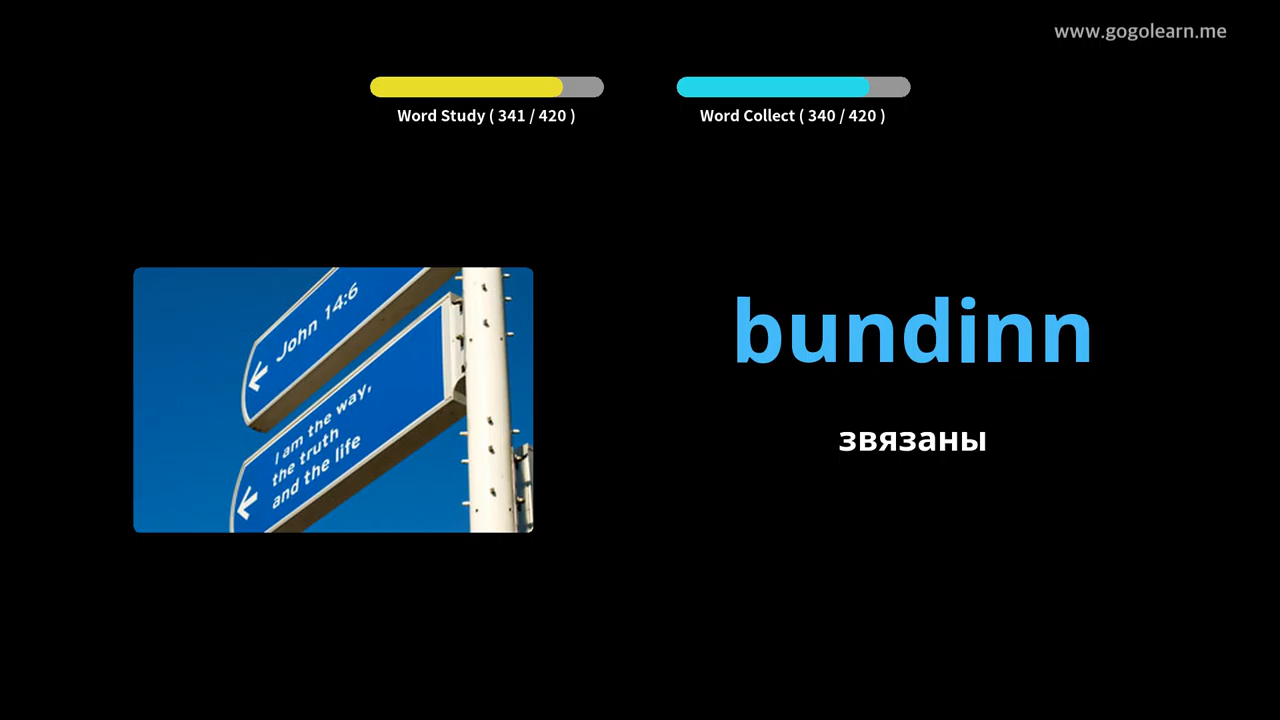 www.gogolearn.me
Word Study ( 341 / 420 )
Word Collect ( 340 / 420 )
John 14:6
I am the way,
the truth
and the life
bundinn
звязаны